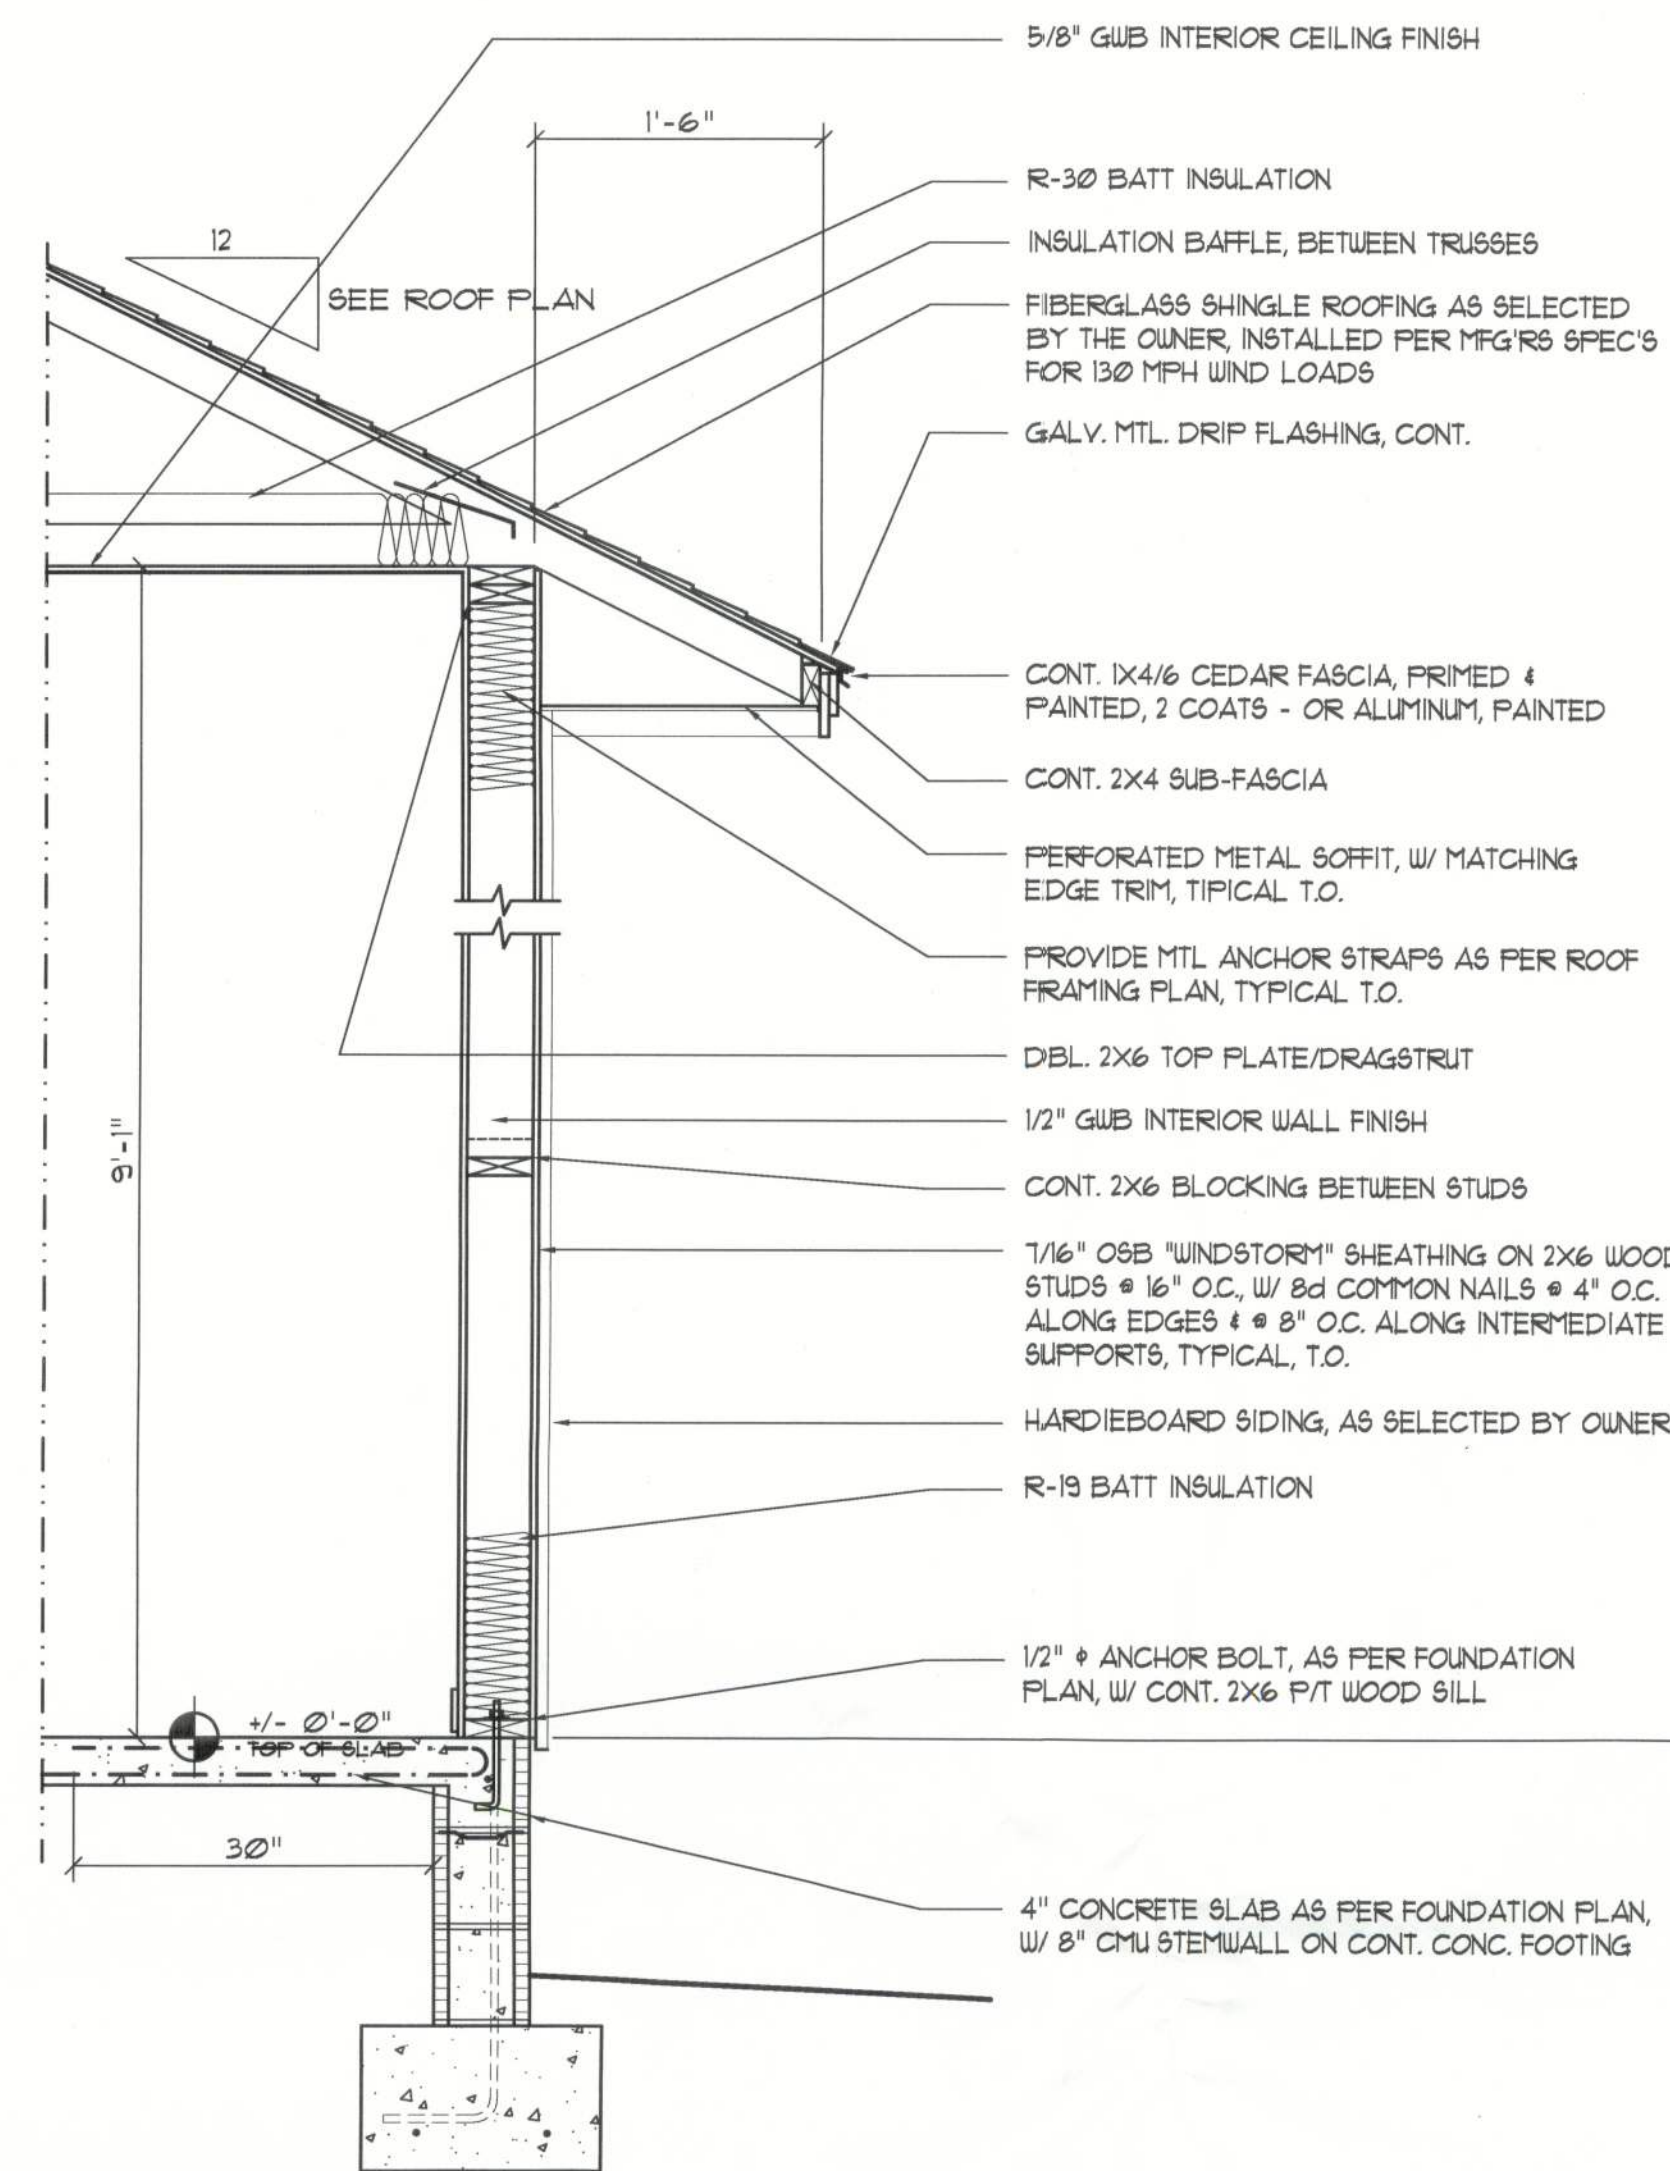 5/8" GWB INTERIOR CEILING FINISH
1'-6"
R-30 BATT INSULATION
12
INSULATION BAFFLE, BETWEEN TRUSSES
SEE ROOF PLAN
FIBERGLASS SHINGLE ROOFING AS SELECTED
BY THE OWNER, INSTALLED PER MFG'RS SPEC'S
FOR 130 MPH WIND LOADS
GALV. MTL. DRIP FLASHING, CONT.
CONT. 1X4/6 CEDAR FASCIA, PRIMED &
PAINTED, 2 COATS - OR ALUMINUM, PAINTED
CONT. 2X4 SUB-FASCIA
PERFORATED METAL SOFFIT, W/ MATCHING
EDGE TRIM, TIPICAL T.O.
PROVIDE MTL ANCHOR STRAPS AS PER ROOF
FRAMING PLAN, TYPICAL T.O.
DBL. 2X6 TOP PLATE/DRAGSTRUT
1/2" GWB INTERIOR WALL FINISH
9'-1"
CONT. 2X6 BLOCKING BETWEEN STUDS
7/16" OSB "WINDSTORM" SHEATHING ON 2X6 WOOD
STUDS @ 16" O.C., W/ 8d COMMON NAILS @ 4" O.C.
ALONG EDGES & @ 8" O.C. ALONG INTERMEDIATE
SUPPORTS, TYPICAL, T.O.
HARDIEBOARD SIDING, AS SELECTED BY OWNER
R-19 BATT INSULATION
1/2" φ ANCHOR BOLT, AS PER FOUNDATION
PLAN, W/ CONT. 2X6 P/T WOOD SILL
+/- 0'-0"
TOP OF SLAB
30"
4" CONCRETE SLAB AS PER FOUNDATION PLAN,
W/ 8" CMU STEMWALL ON CONT. CONC. FOOTING